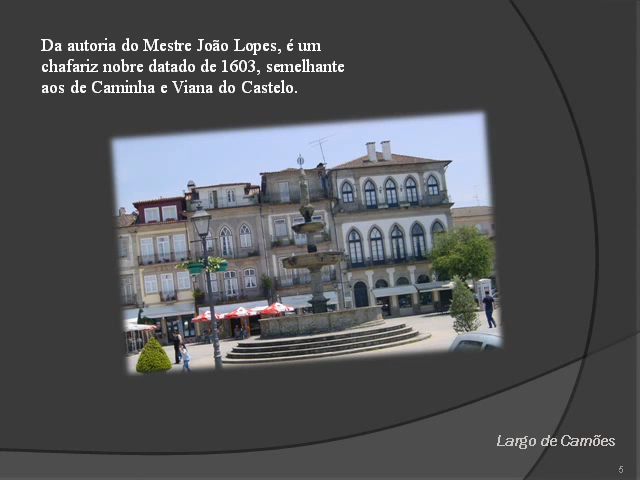 Da autoria do Mestre João Lopes, é um
chafariz nobre datado de 1603, semelhante
aos de Caminha e Viana do Castelo.
Largo de Camões
5